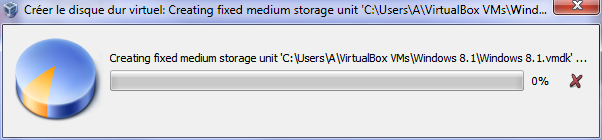 Créer le disque dur virtuel: Creating fixed medium storage unit 'C:\Users\A\VirtualBox VMs\Wind...
Creating fixed medium storage unit 'C:\Users\A\VirtualBox VMs\Windows 8.1\Windows 8.1.vmdk' ...
0%